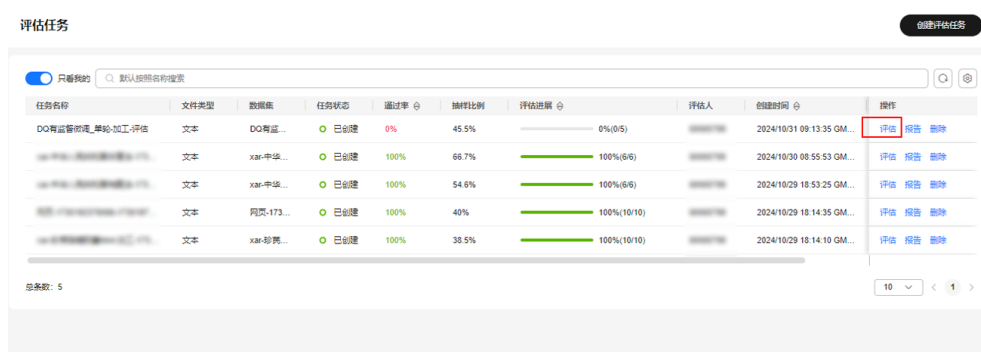 评估任务
创建评估任务
只看我的 默认按照名称搜索
任务名称 文件类型 数据集 任务状态 通过率 抽样比例 评估进展 评估人 创建时间 操作
DQ有监督微调_单轮-加工-评估 文本 DQ有监... 已创建 0% 45.5% 0%(0/5) 2024/10/31 09:13:35 GM... 评估 报告 删除
文本 xar-中华... 已创建 100% 66.7% 100%(6/6) 2024/10/30 08:55:53 GM... 评估 报告 删除
文本 xar-中华... 已创建 100% 54.6% 100%(6/6) 2024/10/29 18:53:25 GM... 评估 报告 删除
文本 网页-173... 已创建 100% 40% 100%(10/10) 2024/10/29 18:14:35 GM... 评估 报告 删除
文本 xar-珍贵... 已创建 100% 38.5% 100%(10/10) 2024/10/29 18:14:10 GM... 评估 报告 删除
总条数：5 10 1